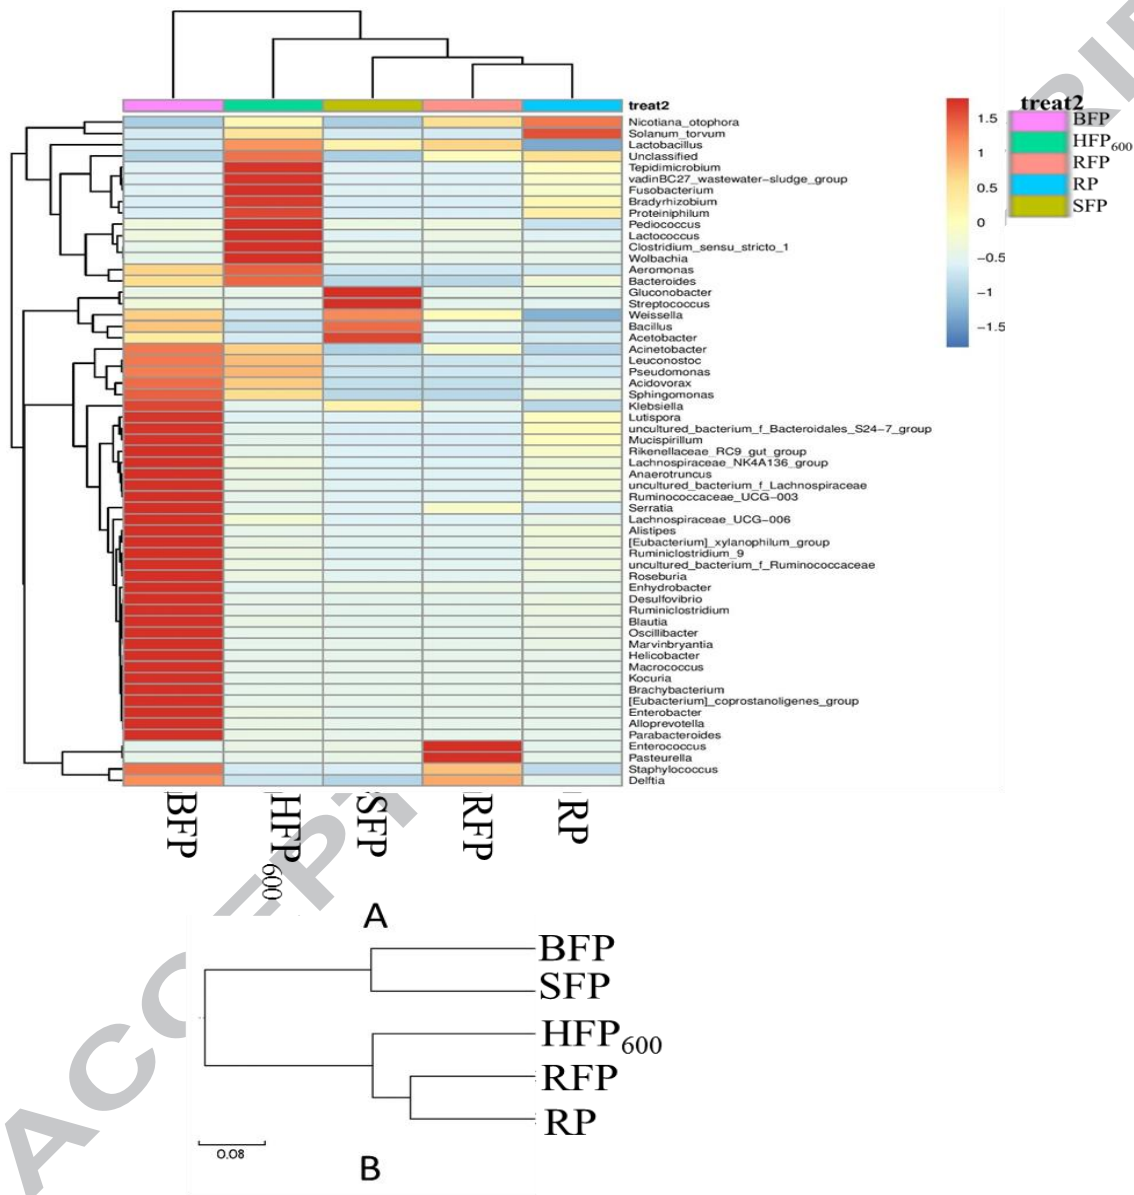 treat2
Nicotiana_otophora
Solanum_torvum
Lactobacillus
Unclassified
Tepidimicrobium
vadinBC27_wastewater-sludge_group
Fusobacterium
Bradyrhizobium
Proteiniphilum
Pediococcus
Lactococcus
Clostridium_sensu_stricto_1
Wolbachia
Aeromonas
Bacteroides
Gluconobacter
Streptococcus
Weissella
Bacillus
Acetobacter
Acinetobacter
Leuconostoc
Pseudomonas
Acidovorax
Sphingomonas
Klebsiella
Lutispora
uncultured_bacterium_f_Bacteroidales_S24-7_group
Mucispirillum
Rikenellaceae_RC9_gut_group
Lachnospiraceae_NK4A136_group
Anaerotruncus
uncultured_bacterium_f_Lachnospiraceae
Ruminococcaceae_UCG-003
Serratia
Lachnospiraceae_UCG-006
Alistipes
[Eubacterium]_xylanophilum_group
Ruminiclostridium_9
uncultured_bacterium_f_Ruminococcaceae
Roseburia
Enhydrobacter
Desulfovibrio
Ruminiclostridium
Blautia
Oscillibacter
Marvinbryantia
Helicobacter
Macrococcus
Kocuria
Brachybacterium
[Eubacterium]_coprostanoligenes_group
Enterobacter
Alloprevotella
Parabacteroides
Enterococcus
Pasteurella
Staphylococcus
Delftia
1.5
1
0.5
0
-0.5
-1
-1.5
treat2
BFP
HFP600
RFP
RP
SFP
BFP
HFP600
SFP
RFP
RP
A
BFP
SFP
HFP600
RFP
RP
0.08
B